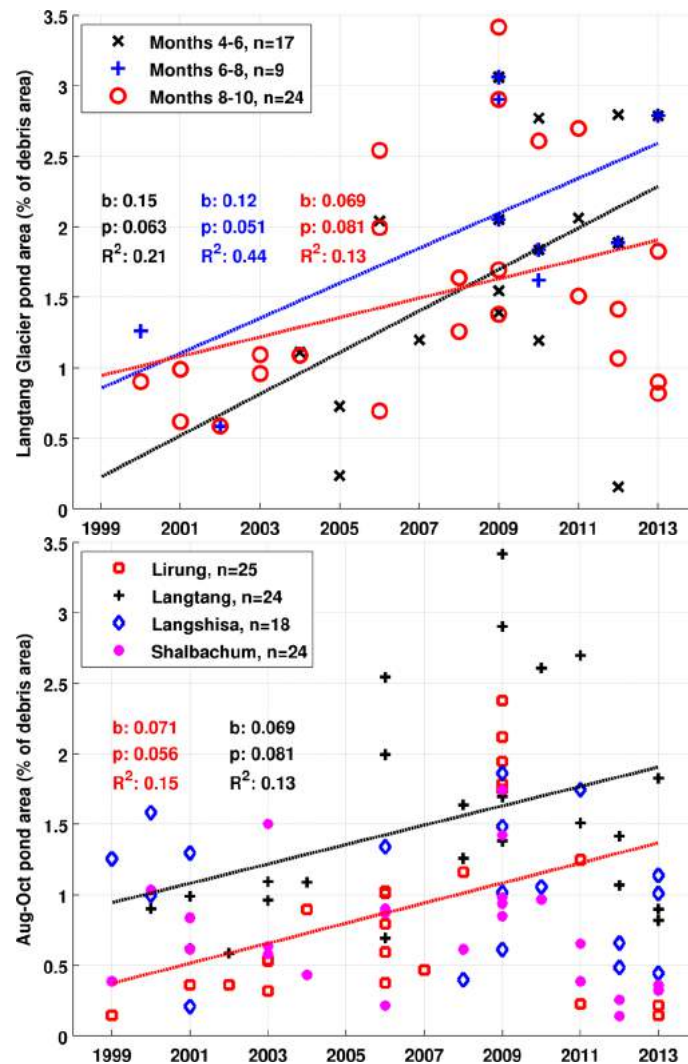 Langtang Glacier pond area (% of debris area)
3.5
3
2.5
2
1.5
1
0.5
0
Months 4-6, n=17
Months 6-8, n=9
Months 8-10, n=24
b: 0.15
p: 0.063
R²: 0.21
b: 0.12
p: 0.051
R²: 0.44
b: 0.069
p: 0.081
R²: 0.13
1999 2001 2003 2005 2007 2009 2011 2013
Aug-Oct pond area (% of debris area)
3.5
3
2.5
2
1.5
1
0.5
0
Lirung, n=25
Langtang, n=24
Langshisa, n=18
Shalbachum, n=24
b: 0.071
p: 0.056
R²: 0.15
b: 0.069
p: 0.081
R²: 0.13
1999 2001 2003 2005 2007 2009 2011 2013